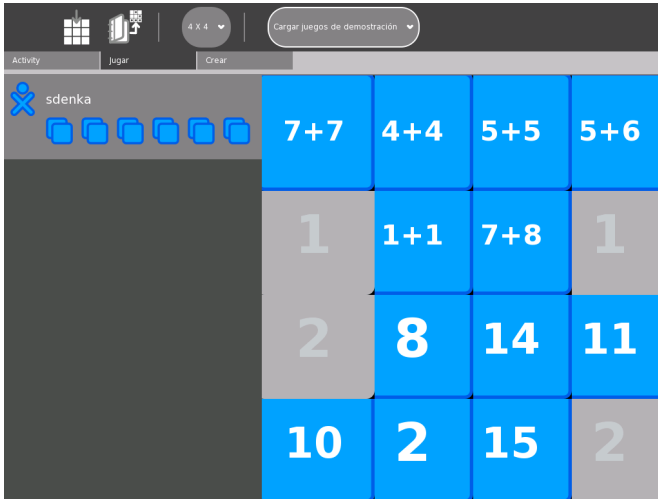 4 X 4
Cargar juegos de demostración
Activity
Jugar
Crear
sdenka
7+7 4+4 5+5 5+6
1 1+1 7+8 1
2 8 14 11
10 2 15 2